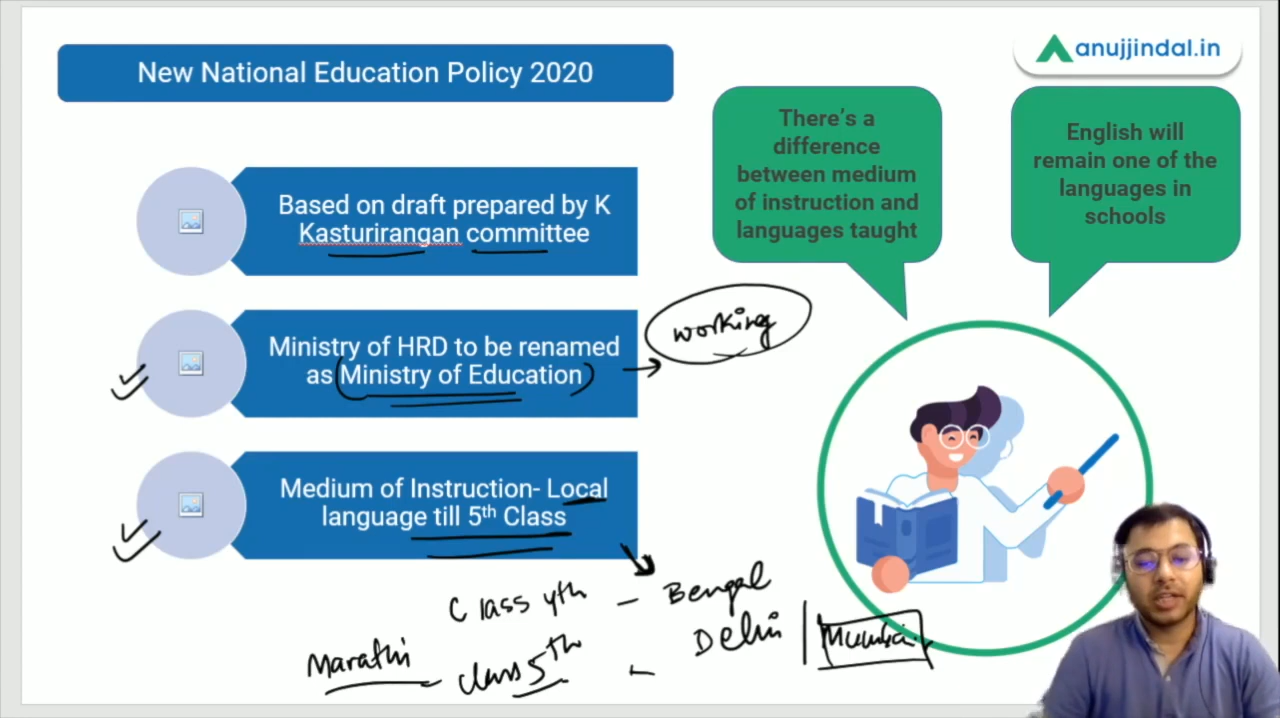 New National Education Policy 2020
anujjindal.in
There's a
difference
between medium
of instruction and
languages taught
English will
remain one of the
languages in
schools
Based on draft prepared by K
Kasturirangan committee
Ministry of HRD to be renamed
as Ministry of Education
working
Medium of Instruction- Local
language till 5th Class
Class 4th - Bengal
Marathi class 5th - Delhi | Mumbai